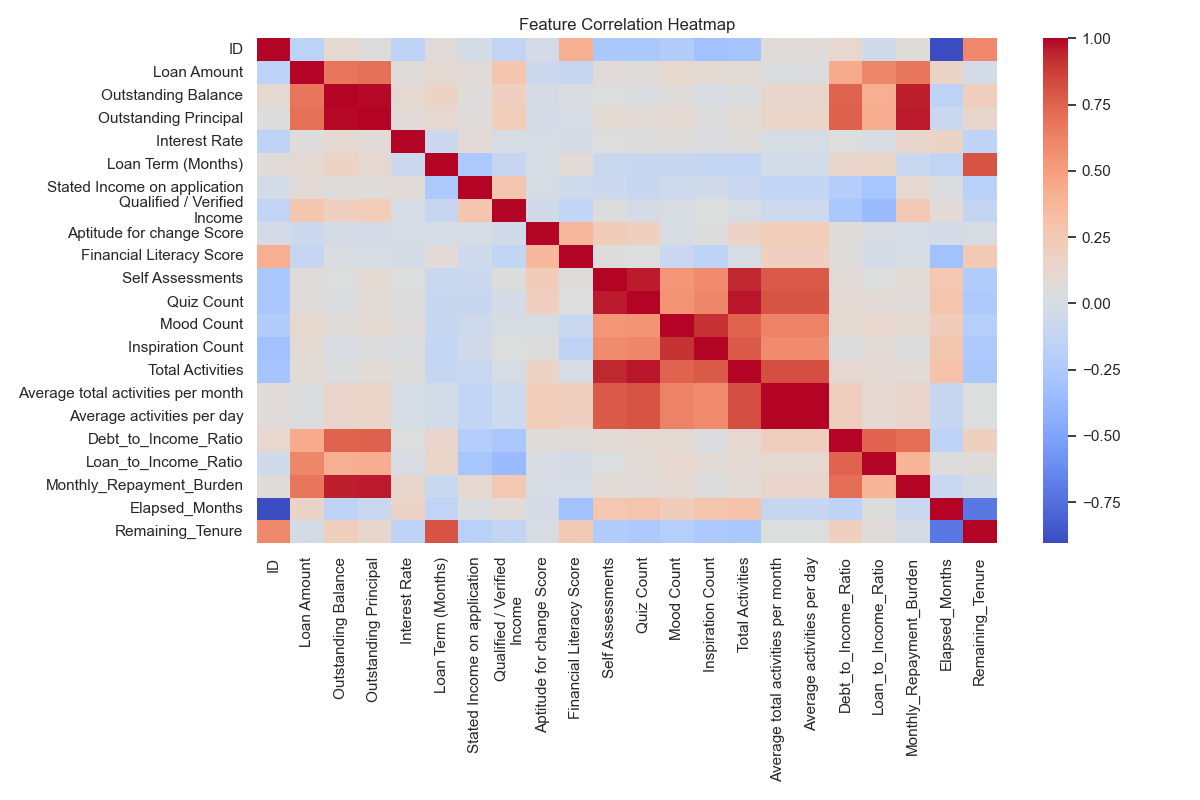 Feature Correlation Heatmap
ID
Loan Amount
Outstanding Balance
Outstanding Principal
Interest Rate
Loan Term (Months)
Stated Income on application
Qualified / Verified
Income
Aptitude for change Score
Financial Literacy Score
Self Assessments
Quiz Count
Mood Count
Inspiration Count
Total Activities
Average total activities per month
Average activities per day
Debt_to_Income_Ratio
Loan_to_Income_Ratio
Monthly_Repayment_Burden
Elapsed_Months
Remaining_Tenure
ID
Loan Amount
Outstanding Balance
Outstanding Principal
Interest Rate
Loan Term (Months)
Stated Income on application
Qualified / Verified
Income
Aptitude for change Score
Financial Literacy Score
Self Assessments
Quiz Count
Mood Count
Inspiration Count
Total Activities
Average total activities per month
Average activities per day
Debt_to_Income_Ratio
Loan_to_Income_Ratio
Monthly_Repayment_Burden
Elapsed_Months
Remaining_Tenure
1.00
0.75
0.50
0.25
0.00
−0.25
−0.50
−0.75